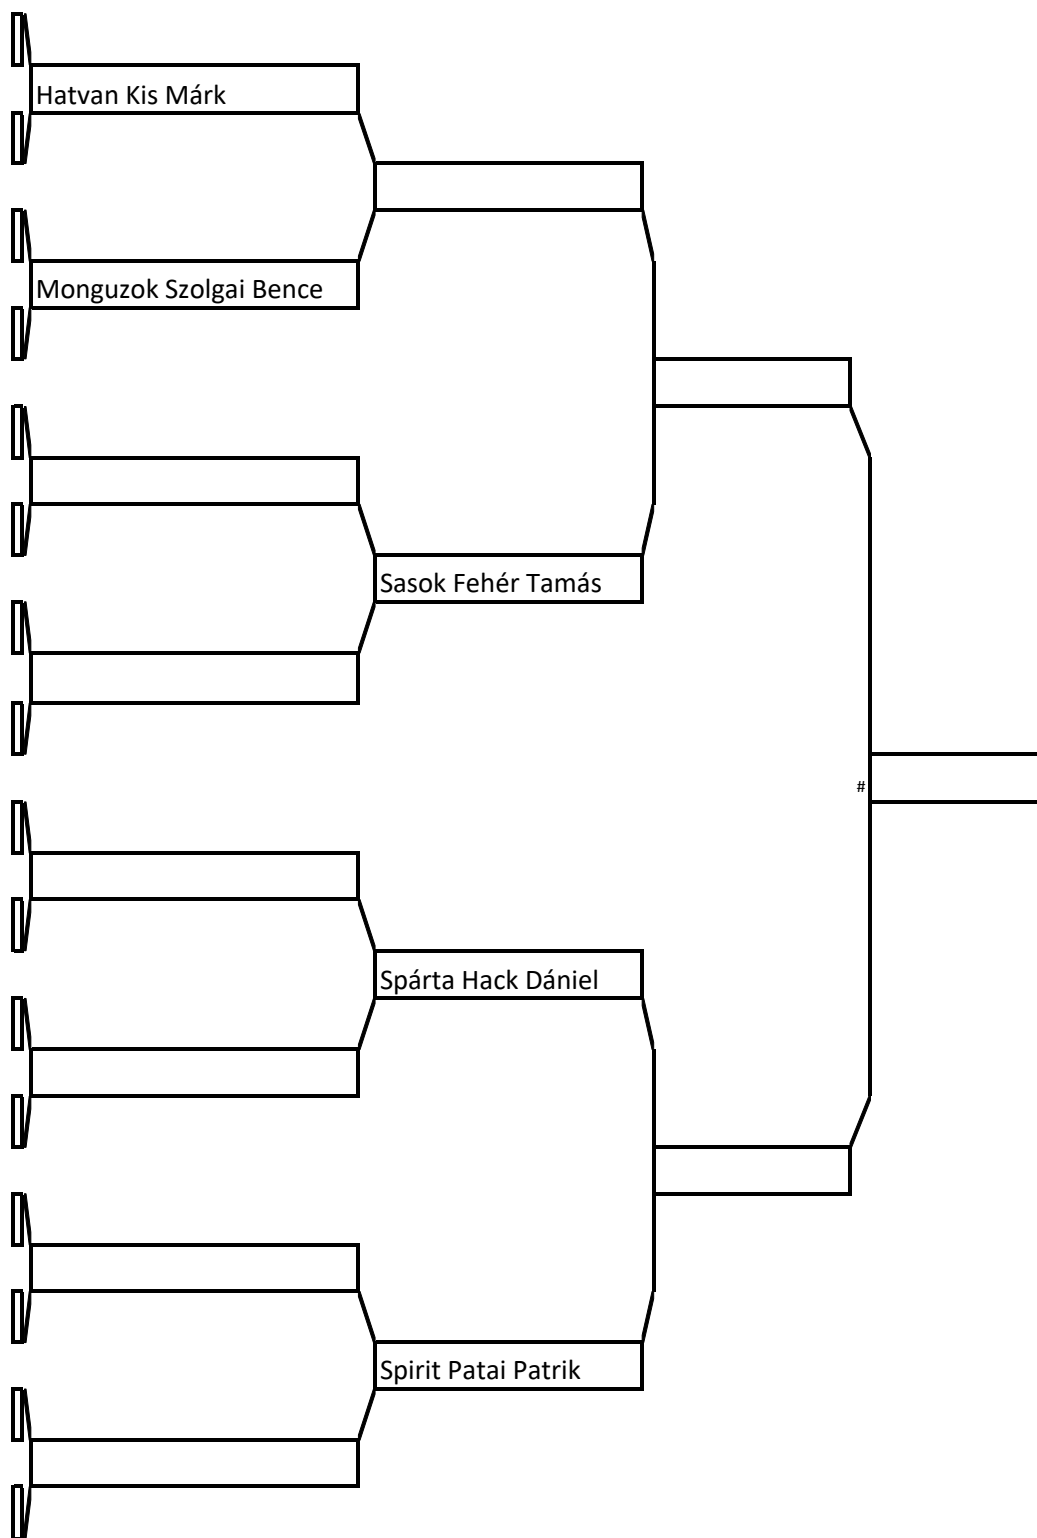 Hatvan Kis Márk
Monguzok Szolgai Bence
Sasok Fehér Tamás
#
Spárta Hack Dániel
Spirit Patai Patrik